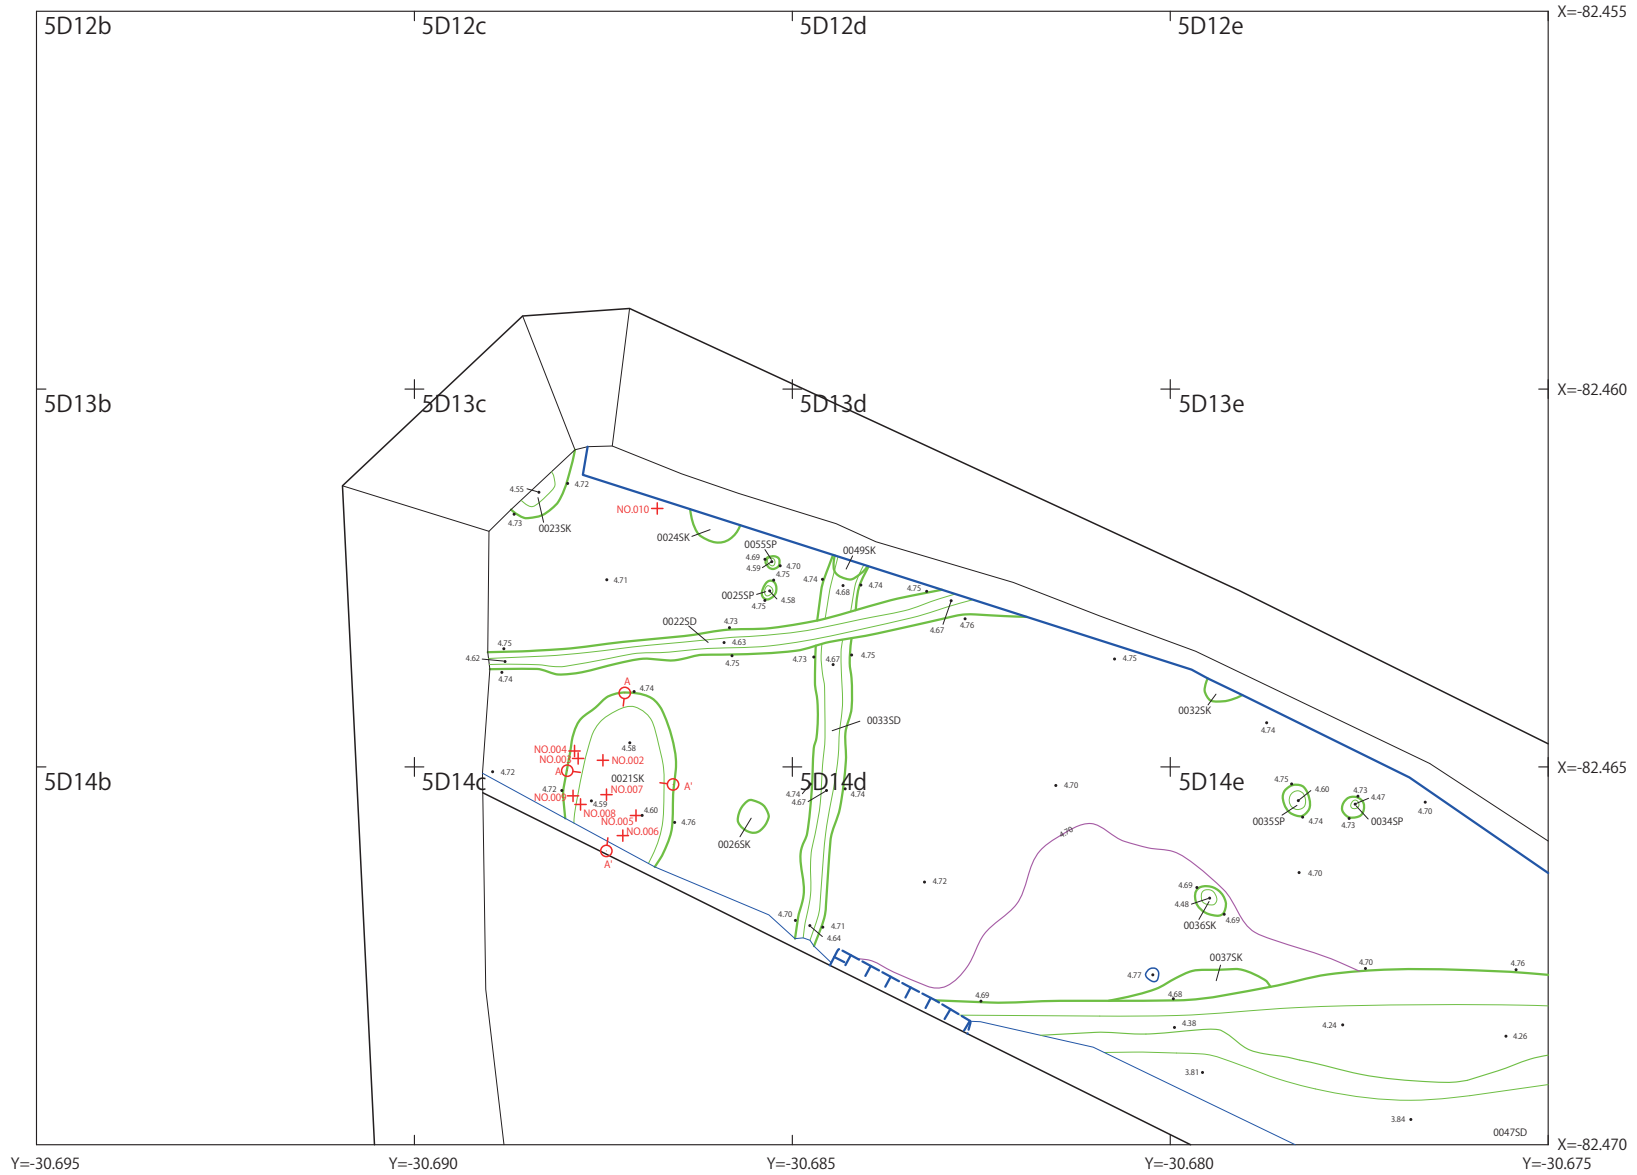 5D12b
5D12c
5D12d
5D12e
X=-82.455
5D13b
5D13c
5D13d
5D13e
X=-82.460
4.55
4.72
4.73
0023SK
NO.010
0024SK
0055SP
0049SK
4.69
4.59
4.70
4.75
4.71
0025SP
4.58
4.75
4.74
4.68
4.74
4.75
0022SD
4.73
4.63
4.75
4.67
4.76
4.75
4.62
4.74
4.73
4.67
4.75
4.75
A
4.74
0033SD
0032SK
4.74
NO.004
NO.003
4.58
NO.002
5D14b
5D14c
5D14d
5D14e
X=-82.465
4.72
A
0021SK
A'
4.72
NO.009
NO.007
4.59
NO.008
4.60
NO.005
NO.006
4.76
A'
4.74
4.67
4.74
4.70
4.75
4.60
4.74
0035SP
4.73
4.47
4.73
0034SP
4.70
0026SK
4.70
4.72
4.70
4.69
4.48
4.69
0036SK
4.70
4.71
4.64
0037SK
4.77
4.70
4.76
4.69
4.68
4.38
4.24
4.26
3.81
3.84
0047SD
X=-82.470
Y=-30.695
Y=-30.690
Y=-30.685
Y=-30.680
Y=-30.675